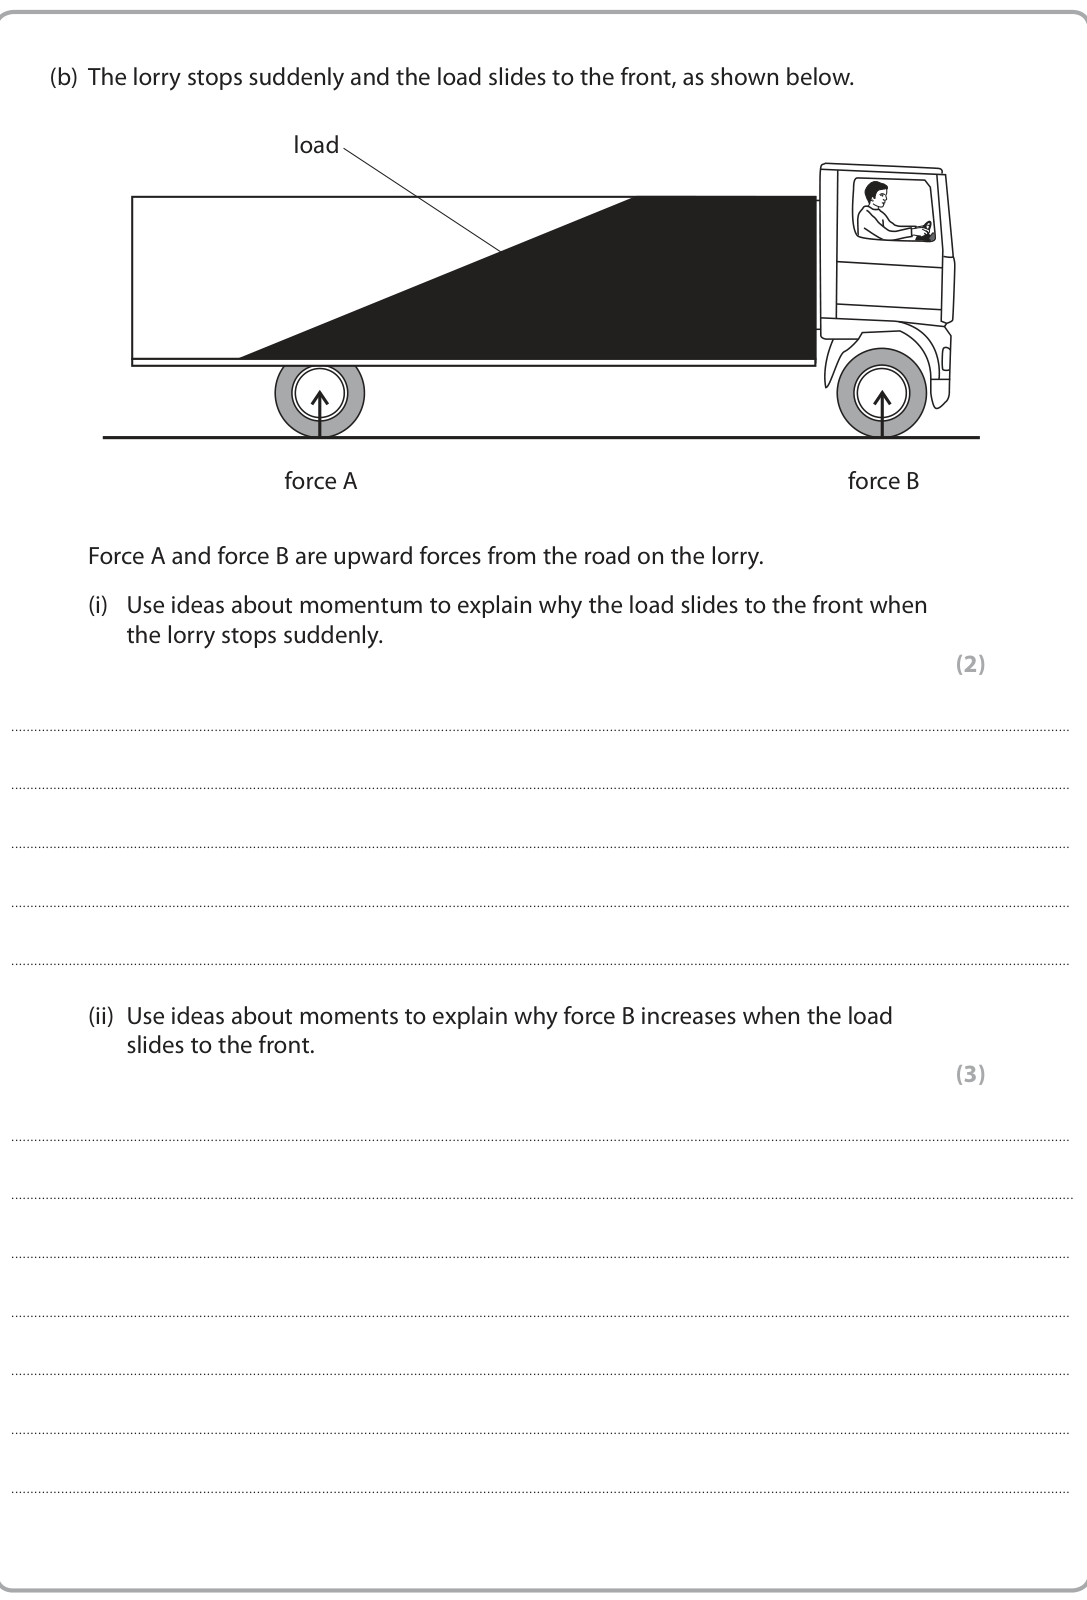 (b) The lorry stops suddenly and the load slides to the front, as shown below.
load
force A
force B
Force A and force B are upward forces from the road on the lorry.
(i) Use ideas about momentum to explain why the load slides to the front when
the lorry stops suddenly.
(2)
(ii) Use ideas about moments to explain why force B increases when the load
slides to the front.
(3)